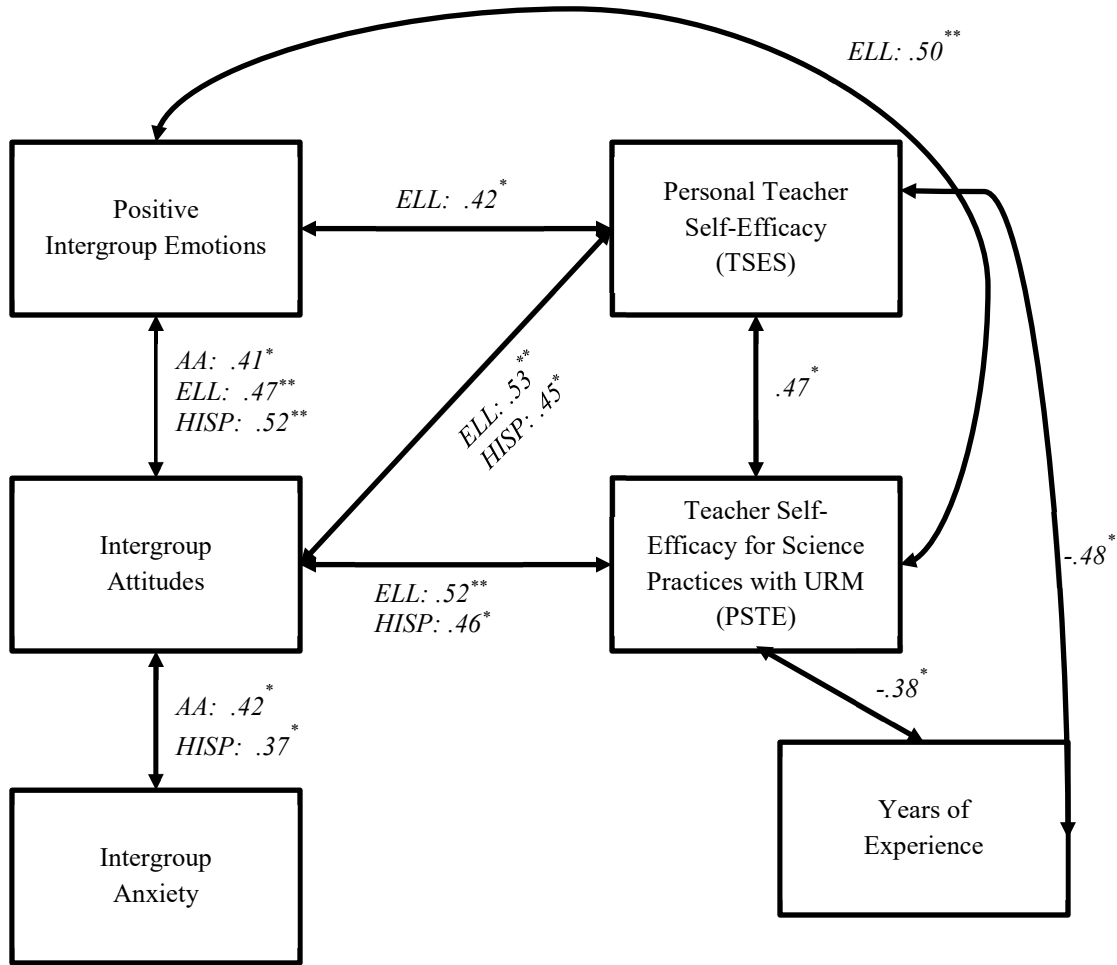 ELL: .50**
Positive
Intergroup Emotions
ELL: .42*
Personal Teacher
Self-Efficacy
(TSES)
AA: .41*
ELL: .47**
HISP: .52**
ELL: .53**
HISP: .45*
.47*
Intergroup
Attitudes
ELL: .52**
HISP: .46*
Teacher Self-
Efficacy for Science
Practices with URM
(PSTE)
-.48*
AA: .42*
HISP: .37*
-.38*
Intergroup
Anxiety
Years of
Experience